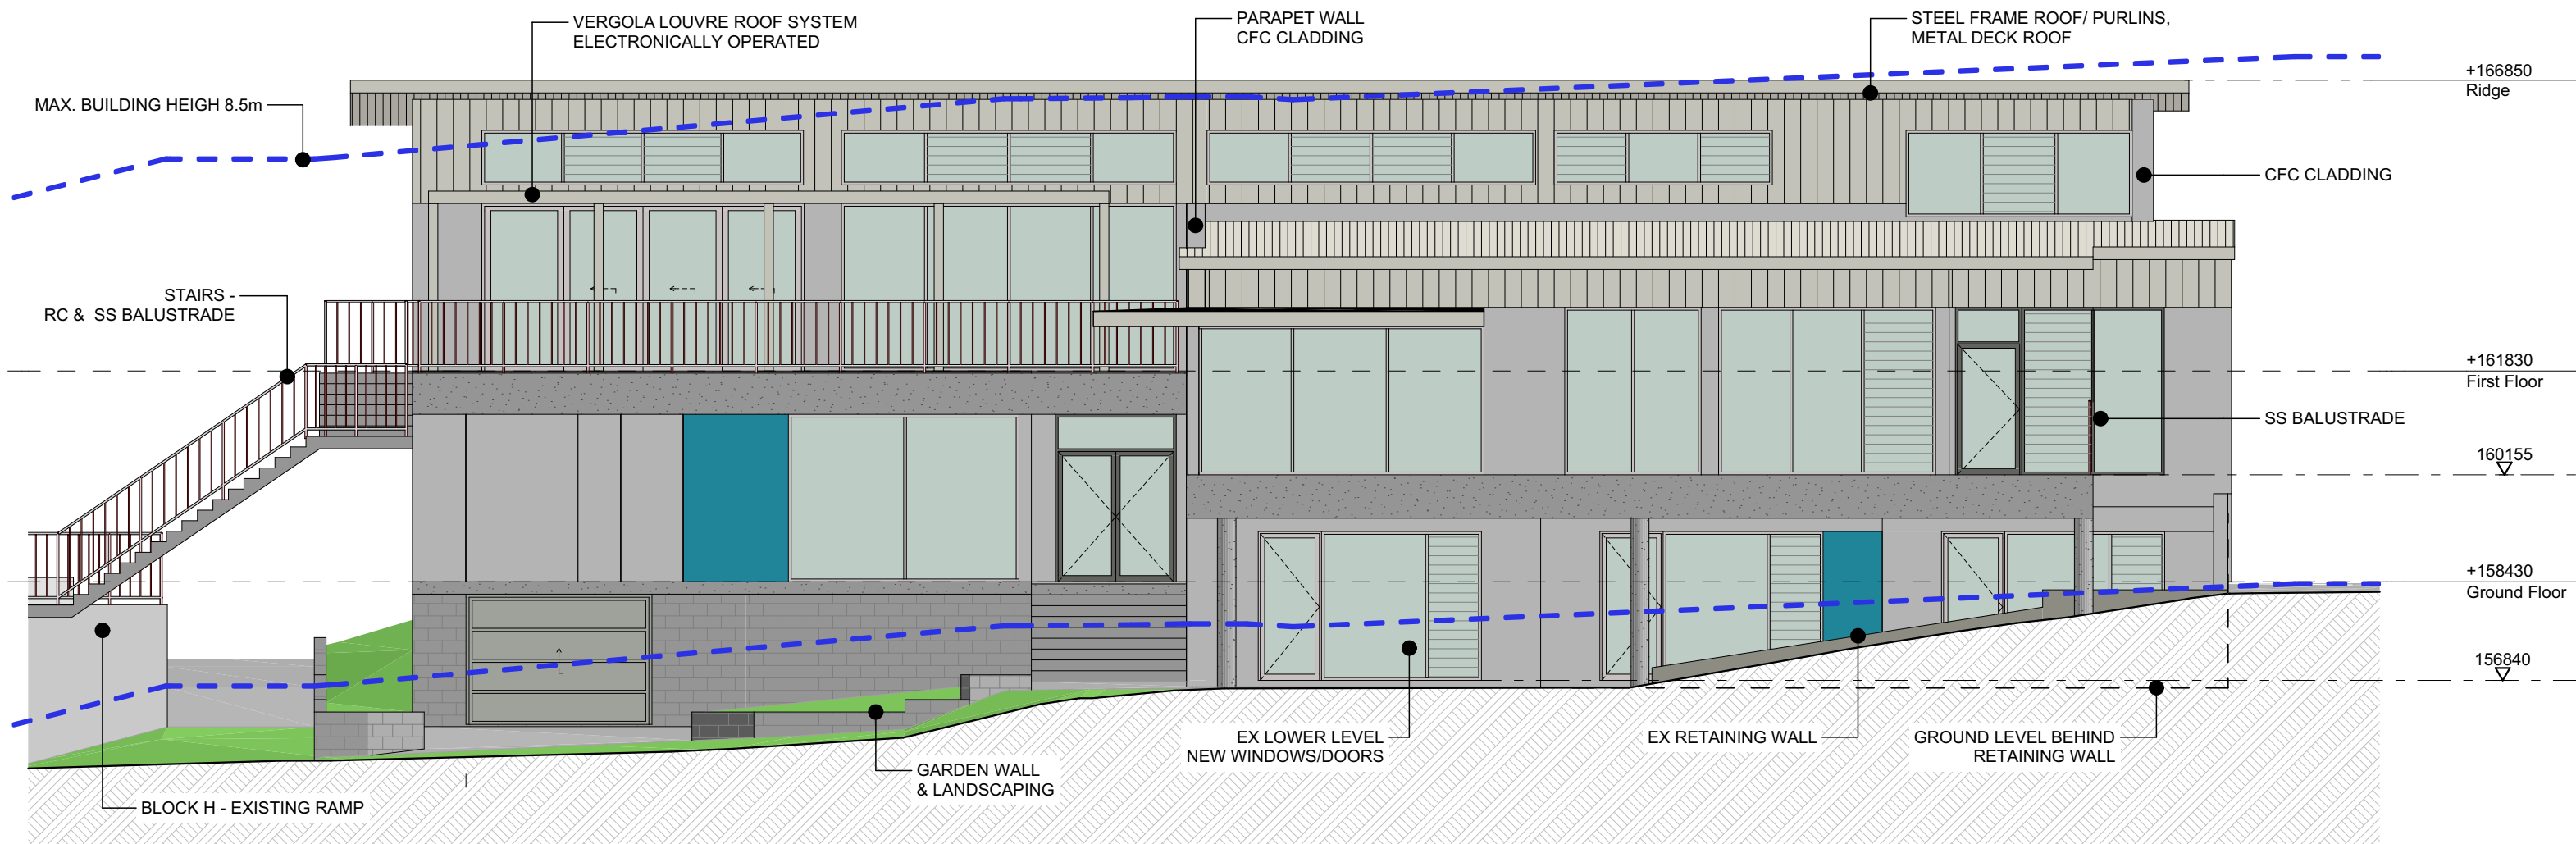 VERGOLA LOUVRE ROOF SYSTEM
ELECTRONICALLY OPERATED
PARAPET WALL
CFC CLADDING
STEEL FRAME ROOF/ PURLINS,
METAL DECK ROOF
+166850
Ridge
MAX. BUILDING HEIGH 8.5m
CFC CLADDING
STAIRS -
RC & SS BALUSTRADE
+161830
First Floor
SS BALUSTRADE
160155
+158430
Ground Floor
156840
EX LOWER LEVEL
NEW WINDOWS/DOORS
EX RETAINING WALL
GROUND LEVEL BEHIND
RETAINING WALL
GARDEN WALL
& LANDSCAPING
BLOCK H - EXISTING RAMP